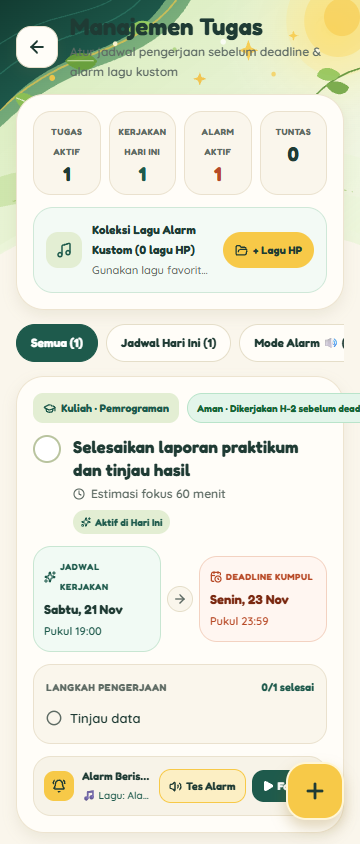 Manajemen Tugas
Atur jadwal pengerjaan sebelum deadline &
alarm lagu kustom
TUGAS
AKTIF
1
KERJAKAN
HARI INI
1
ALARM
AKTIF
1
TUNTAS
0
Koleksi Lagu Alarm
Kustom (0 lagu HP)
Gunakan lagu favorit...
+ Lagu HP
Semua (1)
Jadwal Hari Ini (1)
Mode Alarm 🔊 (
Kuliah · Pemrograman
Aman · Dikerjakan H-2 sebelum dead
Selesaikan laporan praktikum
dan tinjau hasil
Estimasi fokus 60 menit
Aktif di Hari Ini
JADWAL
KERJAKAN
Sabtu, 21 Nov
Pukul 19:00
DEADLINE KUMPUL
Senin, 23 Nov
Pukul 23:59
LANGKAH PENGERJAAN
0/1 selesai
Tinjau data
Alarm Beris...
🎵 Lagu: Ala...
Tes Alarm